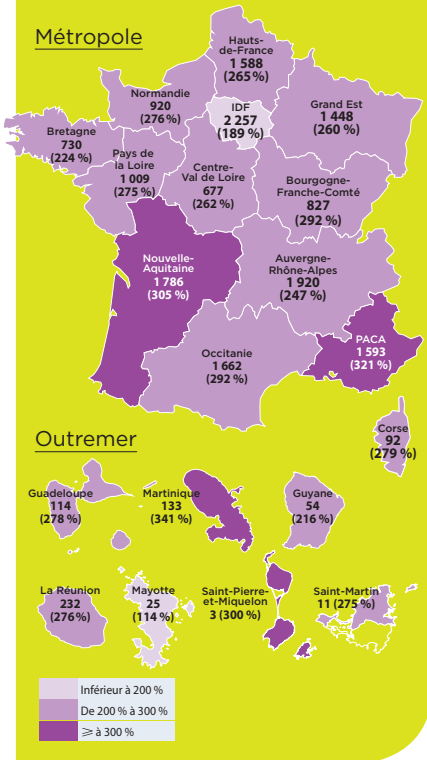 Métropole
Hauts-
de-France
1 588
(265 %)
Normandie
920
(276 %)
IDF
2 257
(189 %)
Grand Est
1 448
(260 %)
Bretagne
730
(224 %)
Pays de
la Loire
1 009
(275 %)
Centre-
Val de Loire
677
(262 %)
Bourgogne-
Franche-Comté
827
(292 %)
Nouvelle-
Aquitaine
1 786
(305 %)
Auvergne-
Rhône-Alpes
1 920
(247 %)
Occitanie
1 662
(292 %)
PACA
1 593
(321 %)
Corse
92
(279 %)
Outremer
Guadeloupe
114
(278 %)
Martinique
133
(341 %)
Guyane
54
(216 %)
La Réunion
232
(276%)
Mayotte
25
(114 %)
Saint-Pierre-
et-Miquelon
3 (300 %)
Saint-Martin
11 (275 %)
Inférieur à 200 %
De 200 % à 300 %
⩾ à 300 %